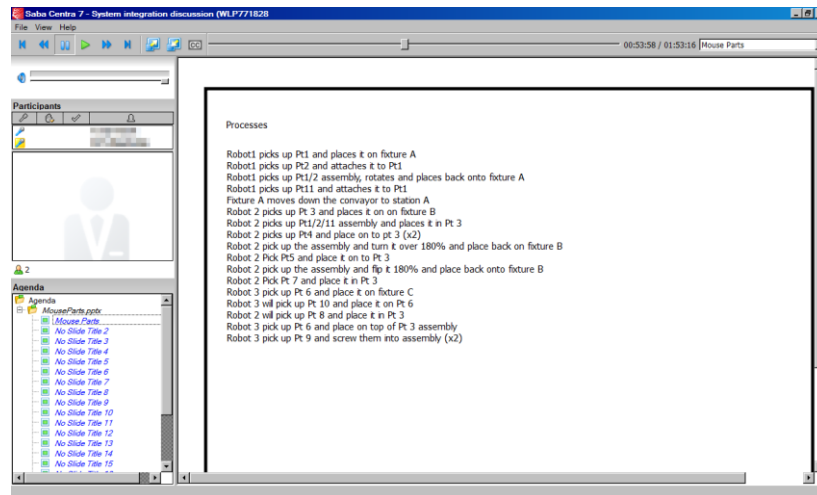 Saba Centra 7 - System integration discussion (WLP771828
File View Help
CC
00:53:58 / 01:53:16 Mouse Parts
Participants
2
Agenda
Agenda
MouseParts.pptx
Mouse Parts
No Slide Title 2
No Slide Title 3
No Slide Title 4
No Slide Title 5
No Slide Title 6
No Slide Title 7
No Slide Title 8
No Slide Title 9
No Slide Title 10
No Slide Title 11
No Slide Title 12
No Slide Title 13
No Slide Title 14
No Slide Title 15
Processes
Robot1 picks up Pt1 and places it on fixture A
Robot1 picks up Pt2 and attaches it to Pt1
Robot1 picks up Pt1/2 assembly, rotates and places back onto fixture A
Robot1 picks up Pt11 and attaches it to Pt1
Fixture A moves down the convayor to station A
Robot 2 picks up Pt 3 and places it on on fixture B
Robot 2 picks up Pt1/2/11 assembly and places it in Pt 3
Robot 2 picks up Pt4 and place on to pt 3 (x2)
Robot 2 pick up the assembly and turn it over 180% and place back on fixture B
Robot 2 Pick Pt5 and place it on to Pt 3
Robot 2 pick up the assembly and flip it 180% and place back onto fixture B
Robot 2 Pick Pt 7 and place it in Pt 3
Robot 3 pick up Pt 6 and place it on fixture C
Robot 3 will pick up Pt 10 and place it on Pt 6
Robot 2 will pick up Pt 8 and place it in Pt 3
Robot 3 pick up Pt 6 and place on top of Pt 3 assembly
Robot 3 pick up Pt 9 and screw them into assembly (x2)